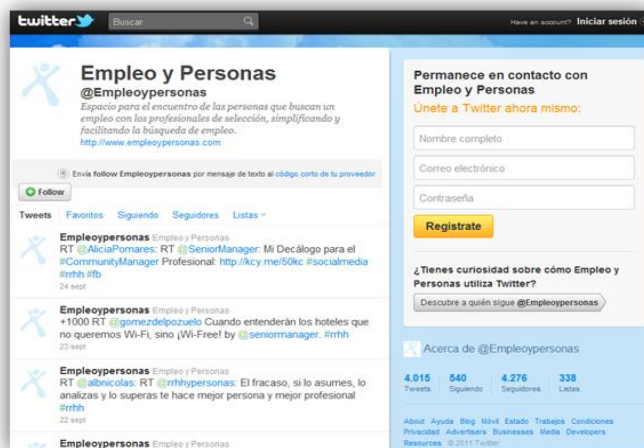 twitter
Buscar
Have an account? Iniciar sesión
Empleo y Personas
@Empleoypersonas
Espacio para el encuentro de las personas que buscan un
empleo con los profesionales de selección, simplificando y
facilitando la búsqueda de empleo.
http://www.empleoypersonas.com
Envía follow Empleoypersonas por mensaje de texto al código corto de tu proveedor
Follow
Tweets Favoritos Siguiendo Seguidores Listas
Empleoypersonas Empleo y Personas
RT @AliciaPomares: RT @SeniorManager: Mi Decálogo para el
#CommunityManager Profesional: http://kcy.me/50kc #socialmedia
#rrhh #fb
24 sept
Empleoypersonas Empleo y Personas
+1000 RT @gomezdelpozuelo Cuando entenderán los hoteles que
no queremos Wi-Fi, sino ¡Wi-Free! by @seniormanager. #rrhh
23 sept
Empleoypersonas Empleo y Personas
RT @albnicolas: RT @rrhhypersonas: El fracaso, si lo asumes, lo
analizas y lo superas te hace mejor persona y mejor profesional
#rrhh
22 sept
Empleoypersonas Empleo y Personas
Permanece en contacto con
Empleo y Personas
Únete a Twitter ahora mismo:
Nombre completo
Correo electrónico
Contraseña
Regístrate
¿Tienes curiosidad sobre cómo Empleo y
Personas utiliza Twitter?
Descubre a quién sigue @Empleoypersonas
Acerca de @Empleoypersonas
4.015 540 4.276 338
Tweets Siguiendo Seguidores Listas
About Ayuda Blog Móvil Estado Trabajos Condiciones
Privacidad Advertisers Businesses Media Developers
Resources © 2011 Twitter